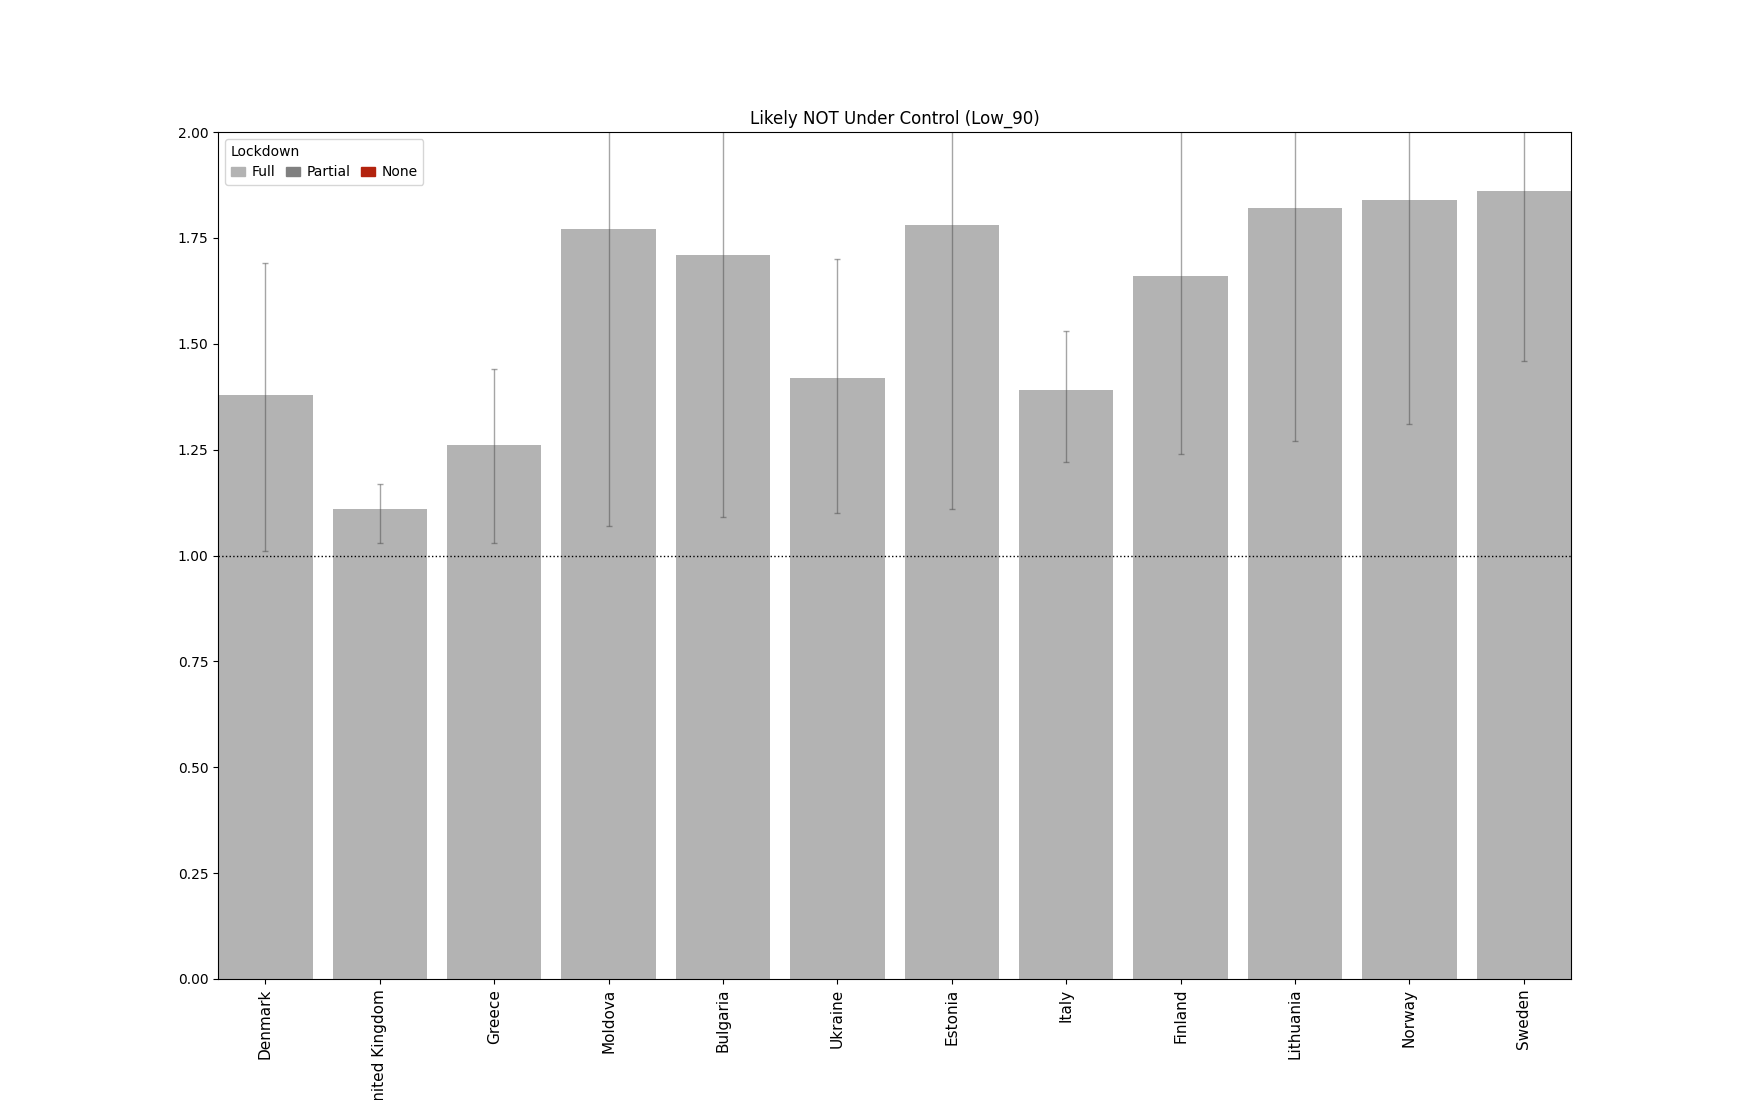 Likely NOT Under Control (Low_90)
Lockdown
Full Partial None
2.00
1.75
1.50
1.25
1.00
0.75
0.50
0.25
0.00
Denmark
nited Kingdom
Greece
Moldova
Bulgaria
Ukraine
Estonia
Italy
Finland
Lithuania
Norway
Sweden